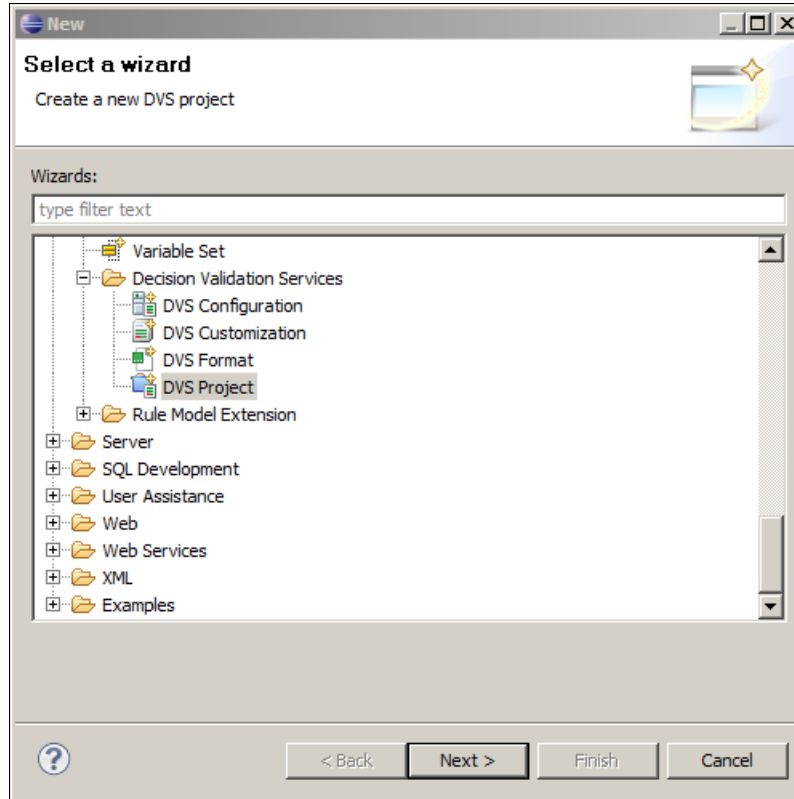 New
Select a wizard
Create a new DVS project
Wizards:
type filter text
Variable Set
Decision Validation Services
DVS Configuration
DVS Customization
DVS Format
DVS Project
Rule Model Extension
Server
SQL Development
User Assistance
Web
Web Services
XML
Examples
? < Back Next > Finish Cancel